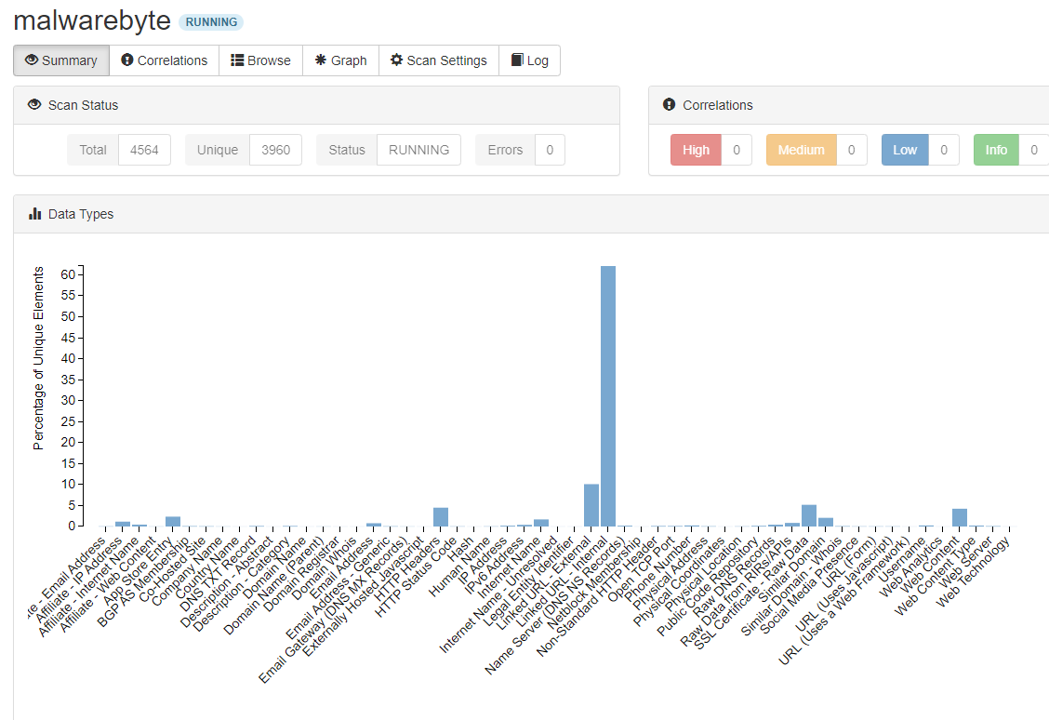 malwarebyte RUNNING
Summary Correlations Browse Graph Scan Settings Log
Scan Status
Total 4564 Unique 3960 Status RUNNING Errors 0
Correlations
High 0 Medium 0 Low 0 Info 0
Data Types
Percentage of Unique Elements
60
55
50
45
40
35
30
25
20
15
10
5
0
te - Email Address
Affiliate - IP Address
Affiliate - Internet Name
Affiliate - Web Content
App Store Entry
BGP AS Membership
Co-Hosted Site
Company Name
Country Name
DNS TXT Record
Description - Abstract
Description - Category
Domain Name
Domain Name (Parent)
Domain Registrar
Domain Whois
Email Address
Email Address - Generic
Email Gateway (DNS MX Records)
Externally Hosted Javascript
HTTP Headers
HTTP Status Code
Hash
Human Name
IP Address
IPv6 Address
Internet Name
Internet Name - Unresolved
Legal Entity Identifier
Linked URL - External
Linked URL - Internal
Name Server (DNS NS Records)
Netblock Membership
Non-Standard HTTP Header
Open TCP Port
Phone Number
Physical Address
Physical Coordinates
Physical Location
Public Code Repository
Raw DNS Records
Raw Data from RIRs/APIs
SSL Certificate - Raw Data
Similar Domain
Similar Domain - Whois
Social Media Presence
URL (Form)
URL (Uses Javascript)
URL (Uses a Web Framework)
Username
Web Analytics
Web Content
Web Content Type
Web Server
Web Technology